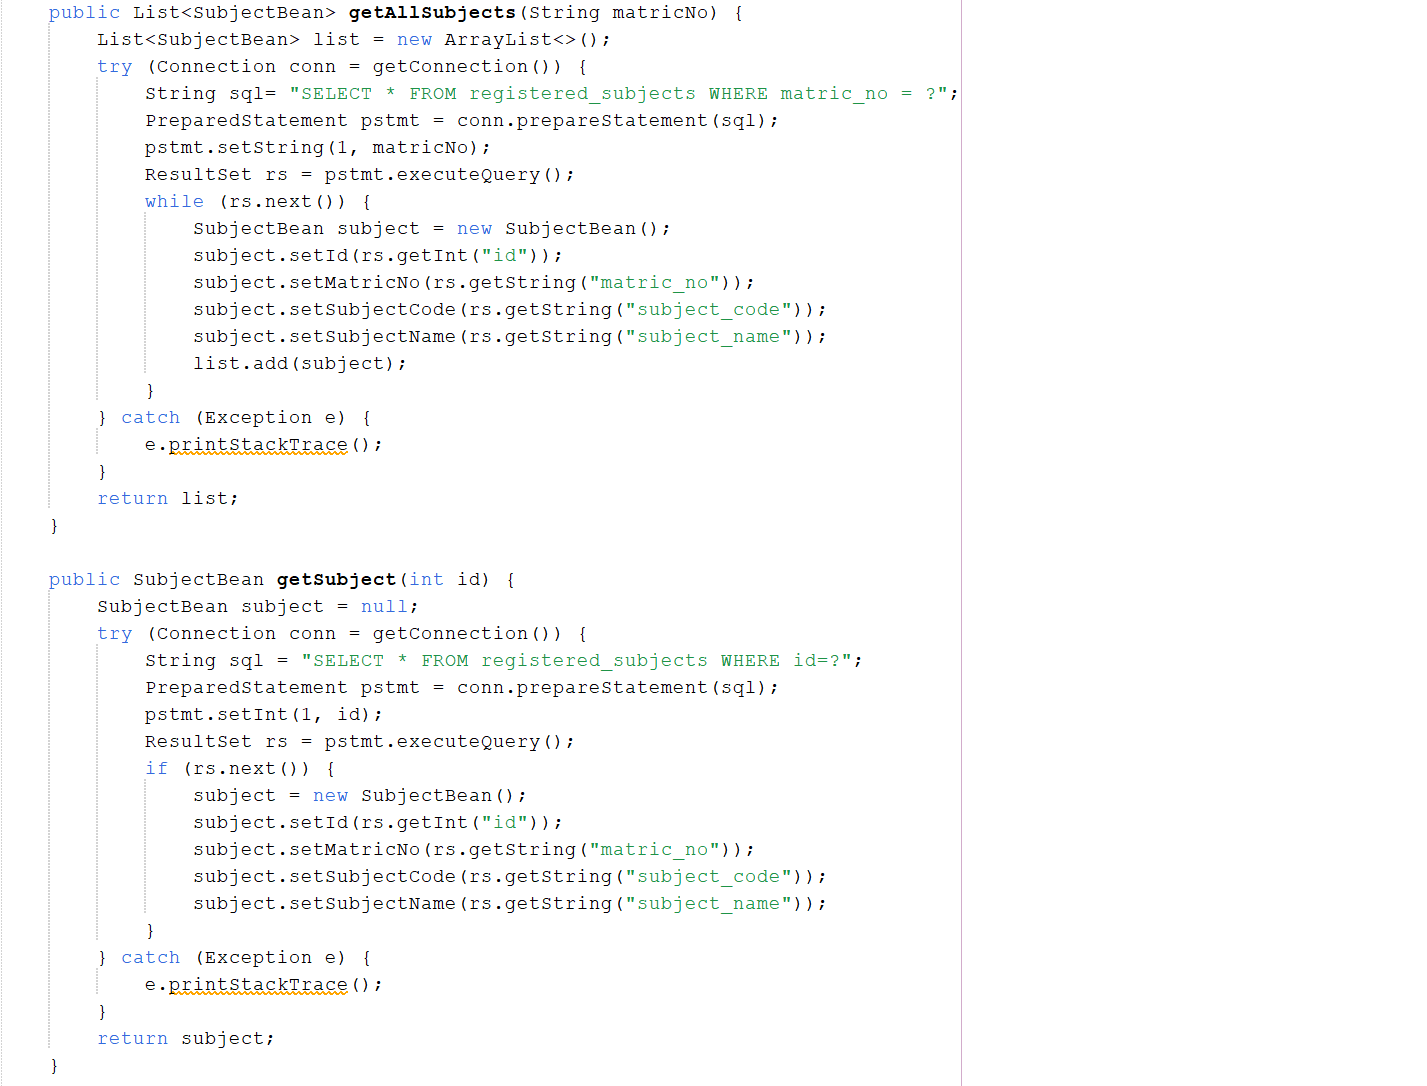 public List<SubjectBean> getAllSubjects(String matricNo) {
List<SubjectBean> list = new ArrayList<>();
try (Connection conn = getConnection()) {
String sql= "SELECT * FROM registered_subjects WHERE matric_no = ?";
PreparedStatement pstmt = conn.prepareStatement(sql);
pstmt.setString(1, matricNo);
ResultSet rs = pstmt.executeQuery();
while (rs.next()) {
SubjectBean subject = new SubjectBean();
subject.setId(rs.getInt("id"));
subject.setMatricNo(rs.getString("matric_no"));
subject.setSubjectCode(rs.getString("subject_code"));
subject.setSubjectName(rs.getString("subject_name"));
list.add(subject);
}
} catch (Exception e) {
e.printStackTrace();
}
return list;
}
public SubjectBean getSubject(int id) {
SubjectBean subject = null;
try (Connection conn = getConnection()) {
String sql = "SELECT * FROM registered_subjects WHERE id=?";
PreparedStatement pstmt = conn.prepareStatement(sql);
pstmt.setInt(1, id);
ResultSet rs = pstmt.executeQuery();
if (rs.next()) {
subject = new SubjectBean();
subject.setId(rs.getInt("id"));
subject.setMatricNo(rs.getString("matric_no"));
subject.setSubjectCode(rs.getString("subject_code"));
subject.setSubjectName(rs.getString("subject_name"));
}
} catch (Exception e) {
e.printStackTrace();
}
return subject;
}